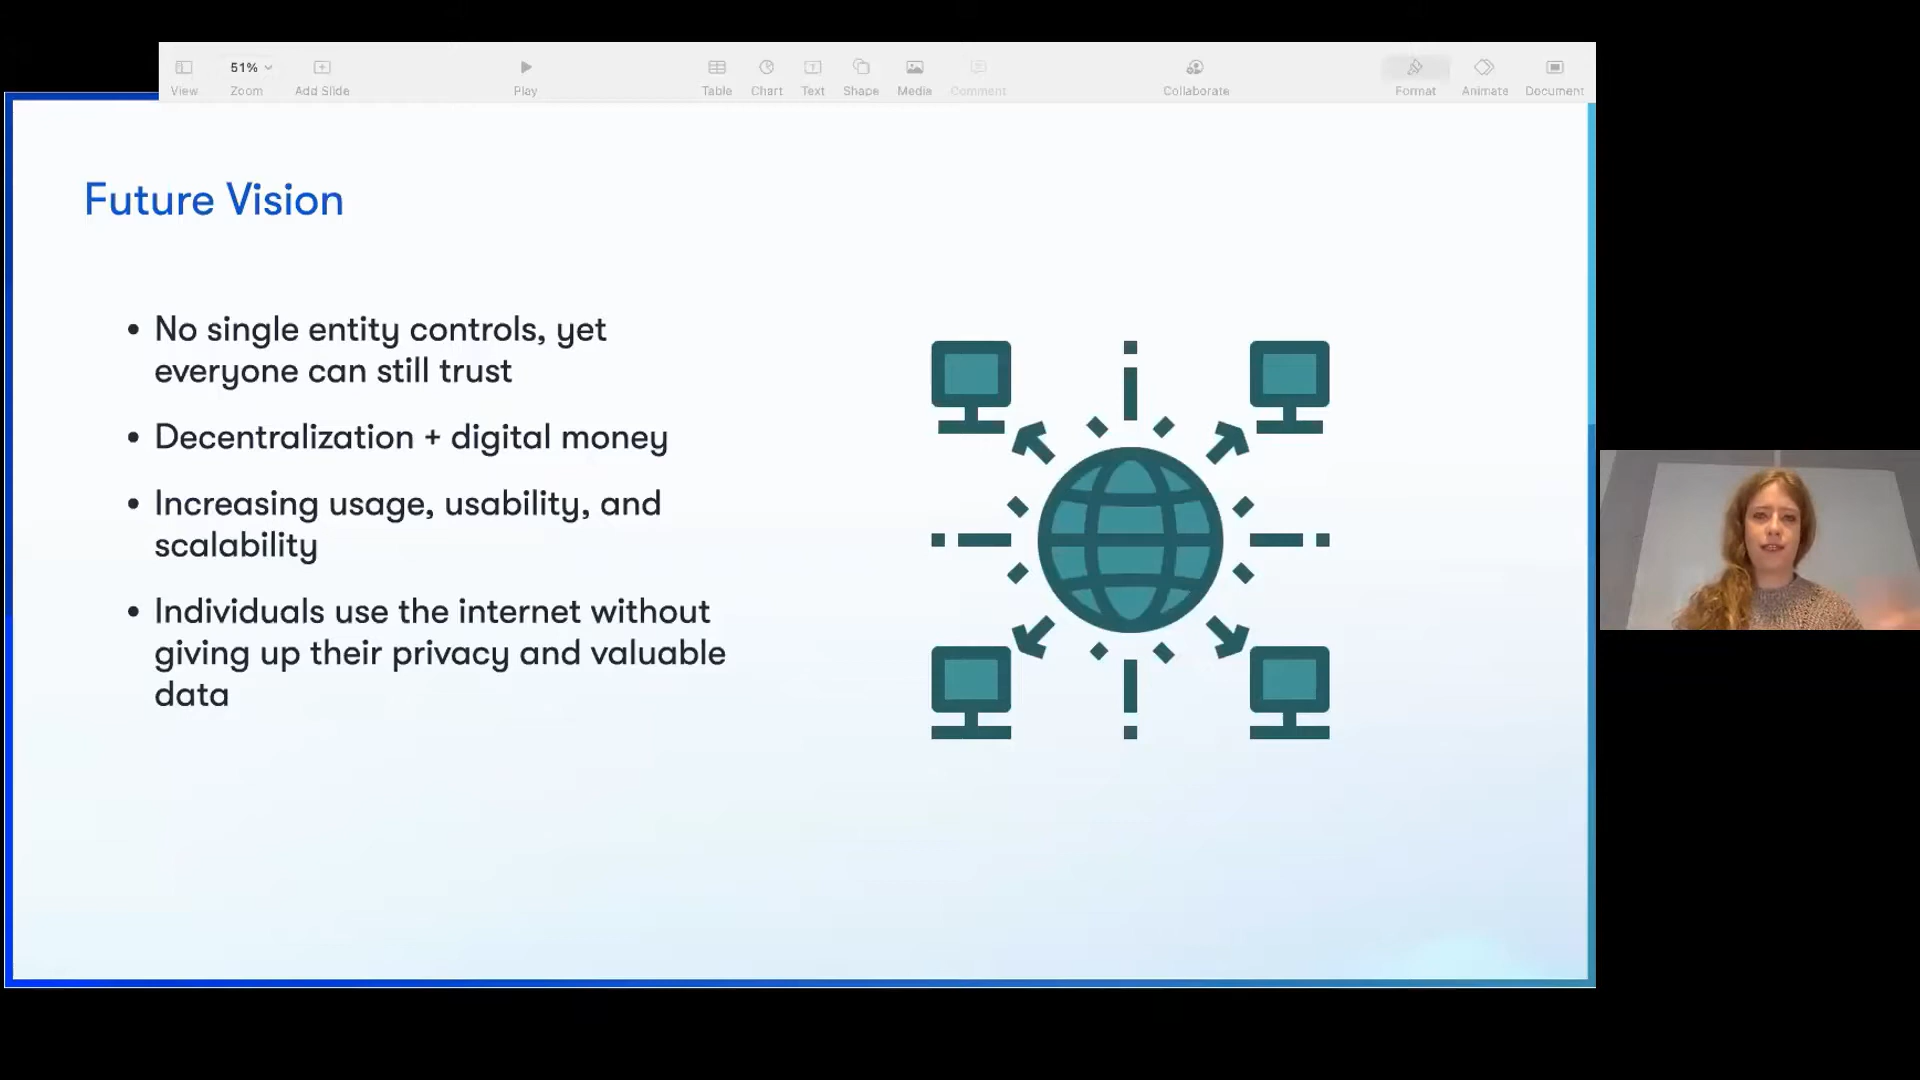 51%
View Zoom Add Slide Play Table Chart Text Shape Media Comment Collaborate Format Animate Document
Future Vision
• No single entity controls, yet
everyone can still trust
• Decentralization + digital money
• Increasing usage, usability, and
scalability
• Individuals use the internet without
giving up their privacy and valuable
data